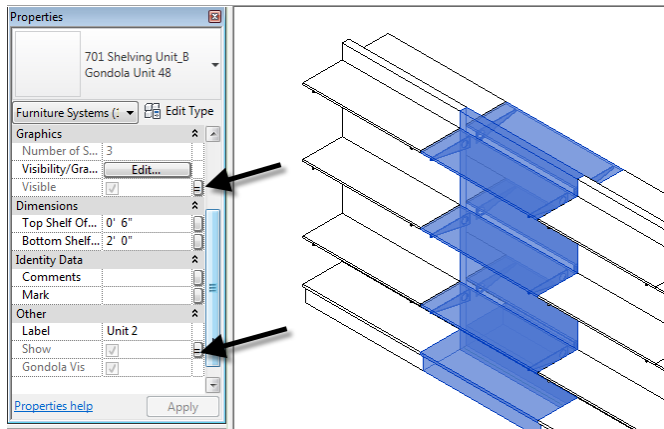 Properties
701 Shelving Unit_B
Gondola Unit 48
Furniture Systems (: Edit Type
Graphics
Number of S... 3
Visibility/Gra... Edit...
Visible
Dimensions
Top Shelf Of... 0' 6"
Bottom Shelf... 2' 0"
Identity Data
Comments
Mark
Other
Label Unit 2
Show
Gondola Vis
Properties help Apply